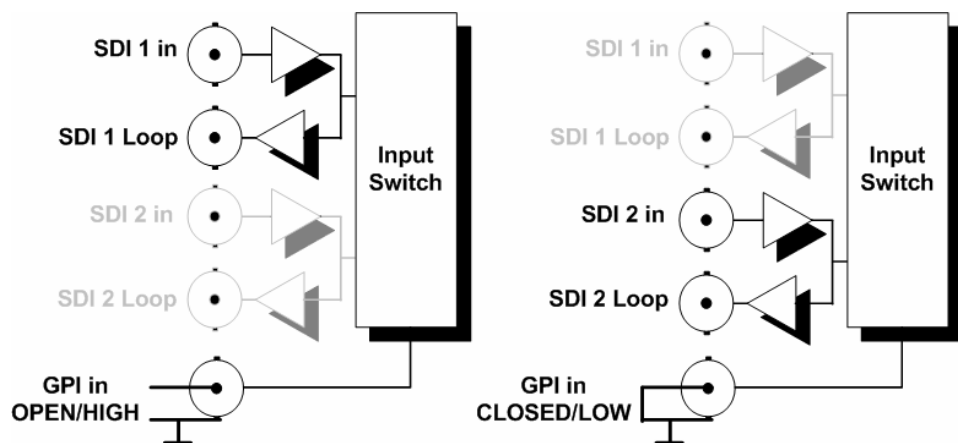 SDI 1 in
SDI 1 Loop
SDI 2 in
SDI 2 Loop
Input
Switch
GPI in
OPEN/HIGH
SDI 1 in
SDI 1 Loop
SDI 2 in
SDI 2 Loop
Input
Switch
GPI in
CLOSED/LOW